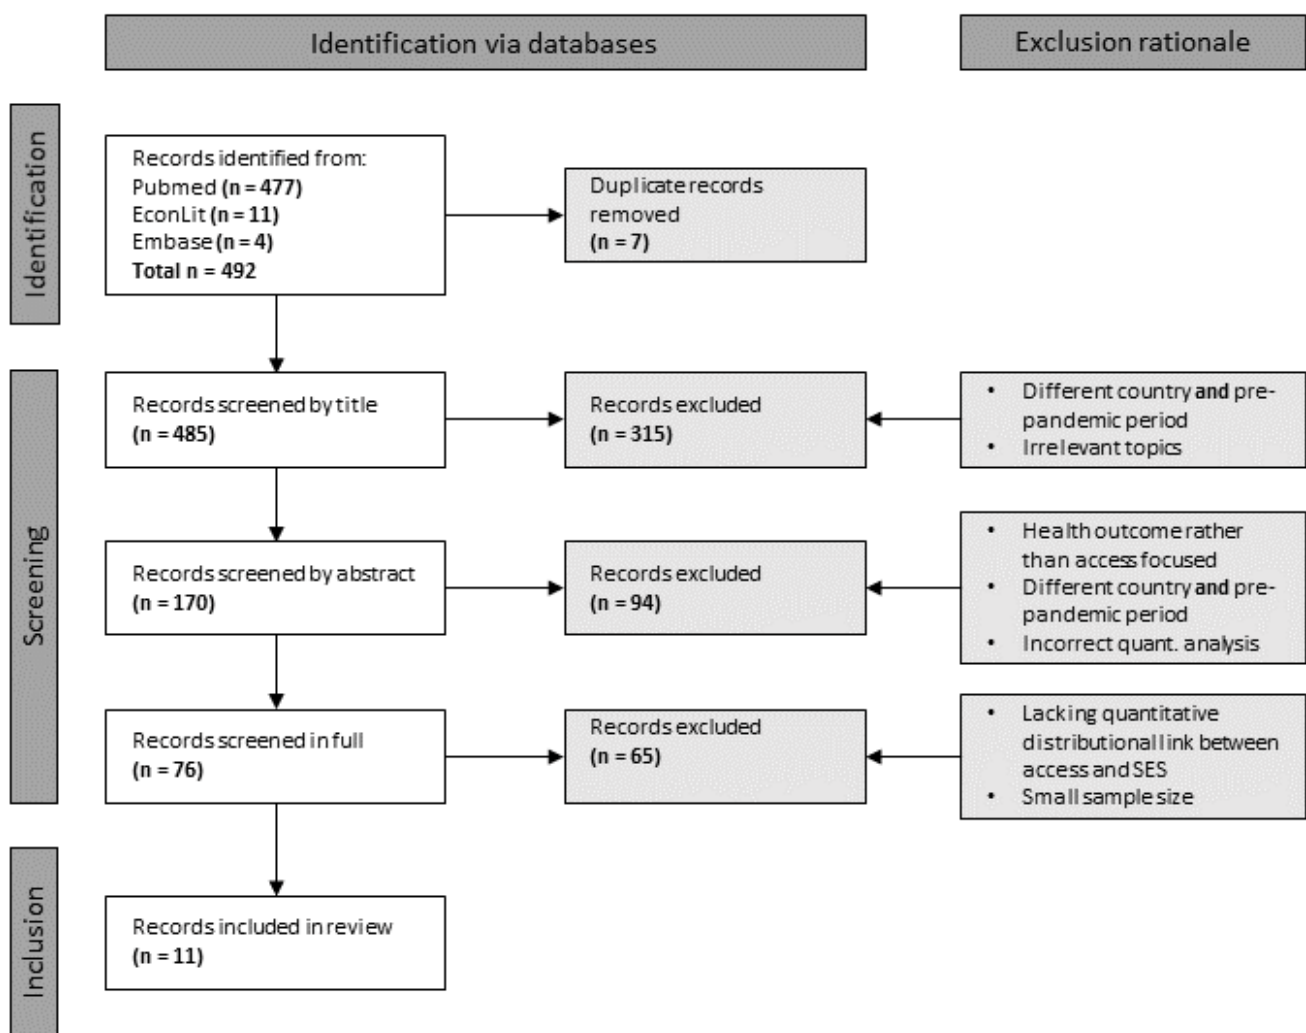 Identification via databases
Exclusion rationale
Identification
Records identified from:
Pubmed (n = 477)
EconLit (n = 11)
Embase (n = 4)
Total n = 492
Duplicate records
removed
(n = 7)
Screening
Records screened by title
(n = 485)
Records excluded
(n = 315)
• Different country and pre-
pandemic period
• Irrelevant topics
Records screened by abstract
(n = 170)
Records excluded
(n = 94)
• Health outcome rather
than access focused
• Different country and pre-
pandemic period
• Incorrect quant. analysis
Records screened in full
(n = 76)
Records excluded
(n = 65)
• Lacking quantitative
distributional link between
access and SES
• Small sample size
Inclusion
Records included in review
(n = 11)